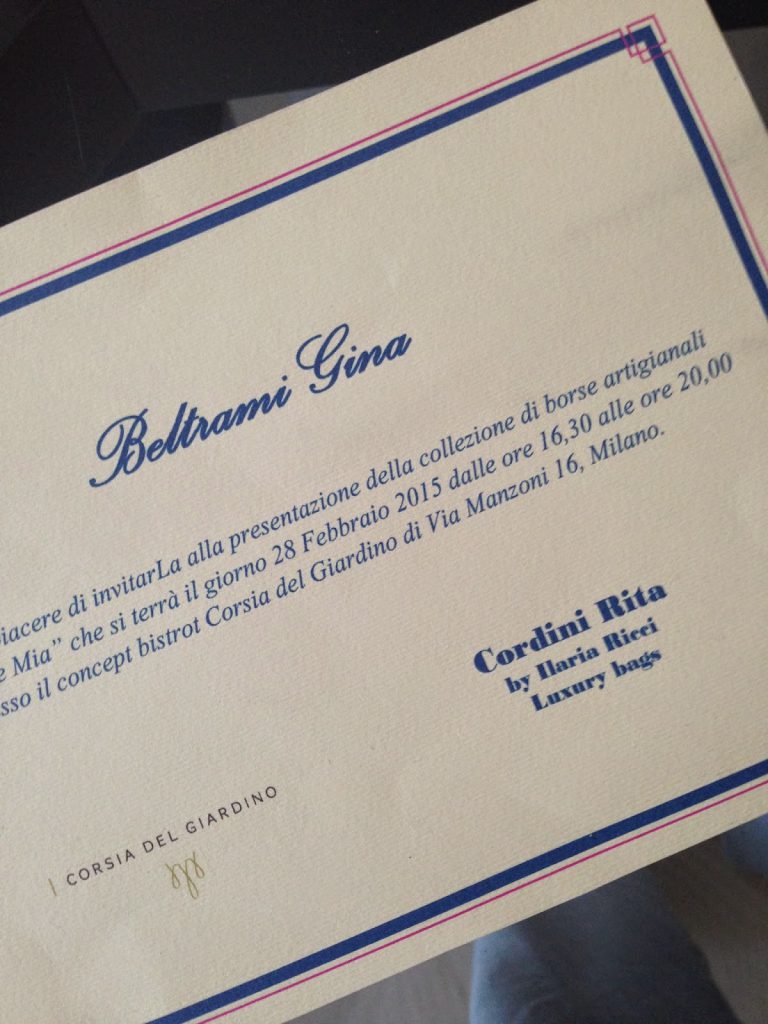 Beltrami Gina
piacere di invitarLa alla presentazione della collezione di borse artigianali
e Mia” che si terrà il giorno 28 Febbraio 2015 dalle ore 16,30 alle ore 20,00
sso il concept bistrot Corsia del Giardino di Via Manzoni 16, Milano.
Cordini Rita
by Ilaria Ricci
Luxury bags
CORSIA DEL GIARDINO